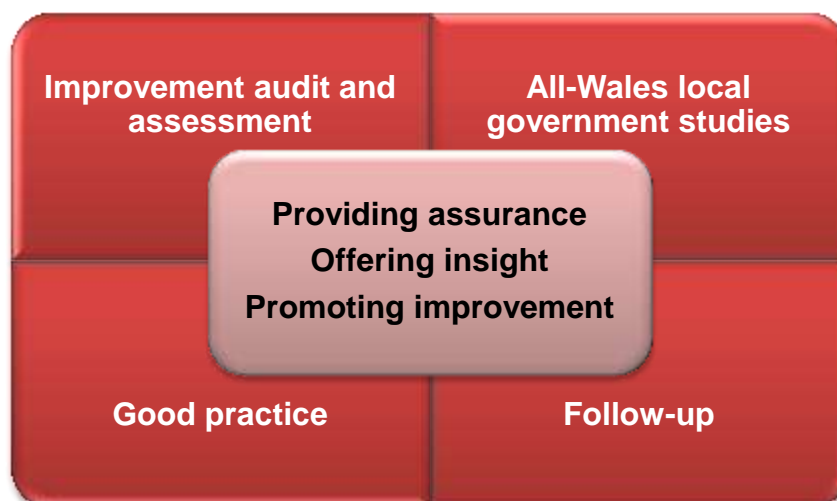 Improvement audit and
assessment
All-Wales local
government studies
Providing assurance
Offering insight
Promoting improvement
Good practice
Follow-up